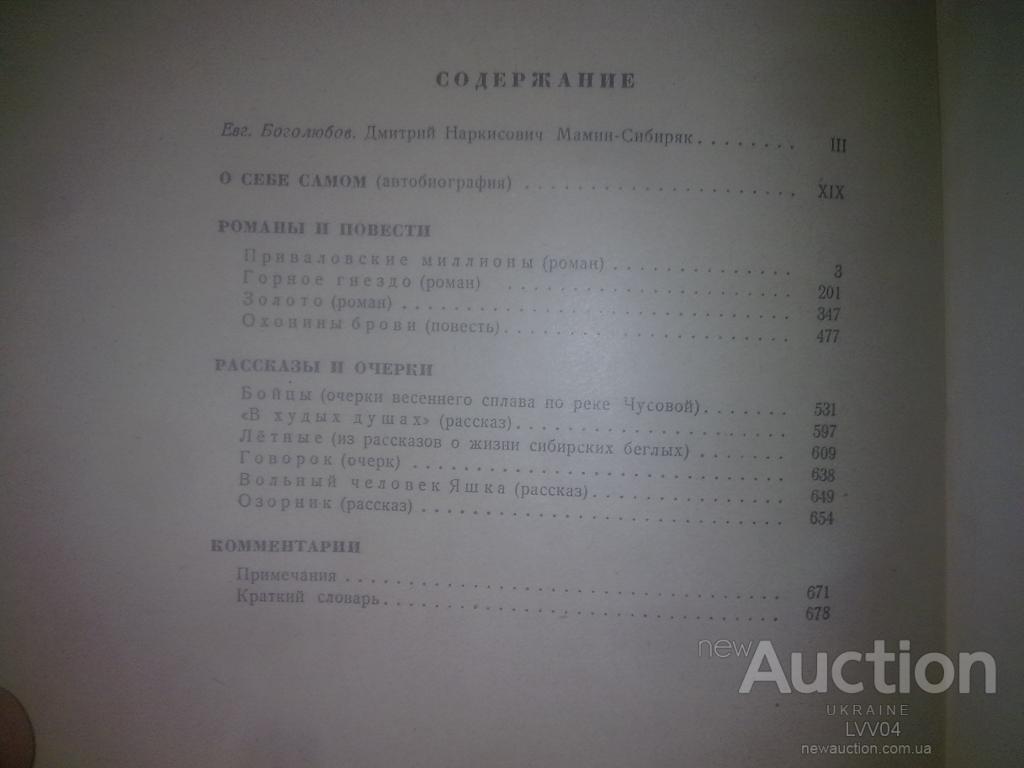 СОДЕРЖАНИЕ
Евг. Боголюбов. Дмитрий Наркисович Мамин-Сибиряк........ III
О СЕБЕ САМОМ (автобиография) .................. XIX
РОМАНЫ И ПОВЕСТИ
Приваловские миллионы (роман) ............ 3
Горное гнездо (роман) ................... 201
Золото (роман) .......................... 347
Охонины брови (повесть).................. 477
РАССКАЗЫ И ОЧЕРКИ
Бойцы (очерки весеннего сплава по реке Чусовой)....... 531
«В худых душах» (рассказ)................. 597
Лётные (из рассказов о жизни сибирских беглых) ....... 609
Говорок (очерк) ......................... 638
Вольный человек Яшка (рассказ)............. 649
Озорник (рассказ) ........................ 654
КОММЕНТАРИИ
Примечания ............................. 671
Краткий словарь........................... 678
newAuction
UKRAINE
LVV04
newauction.com.ua